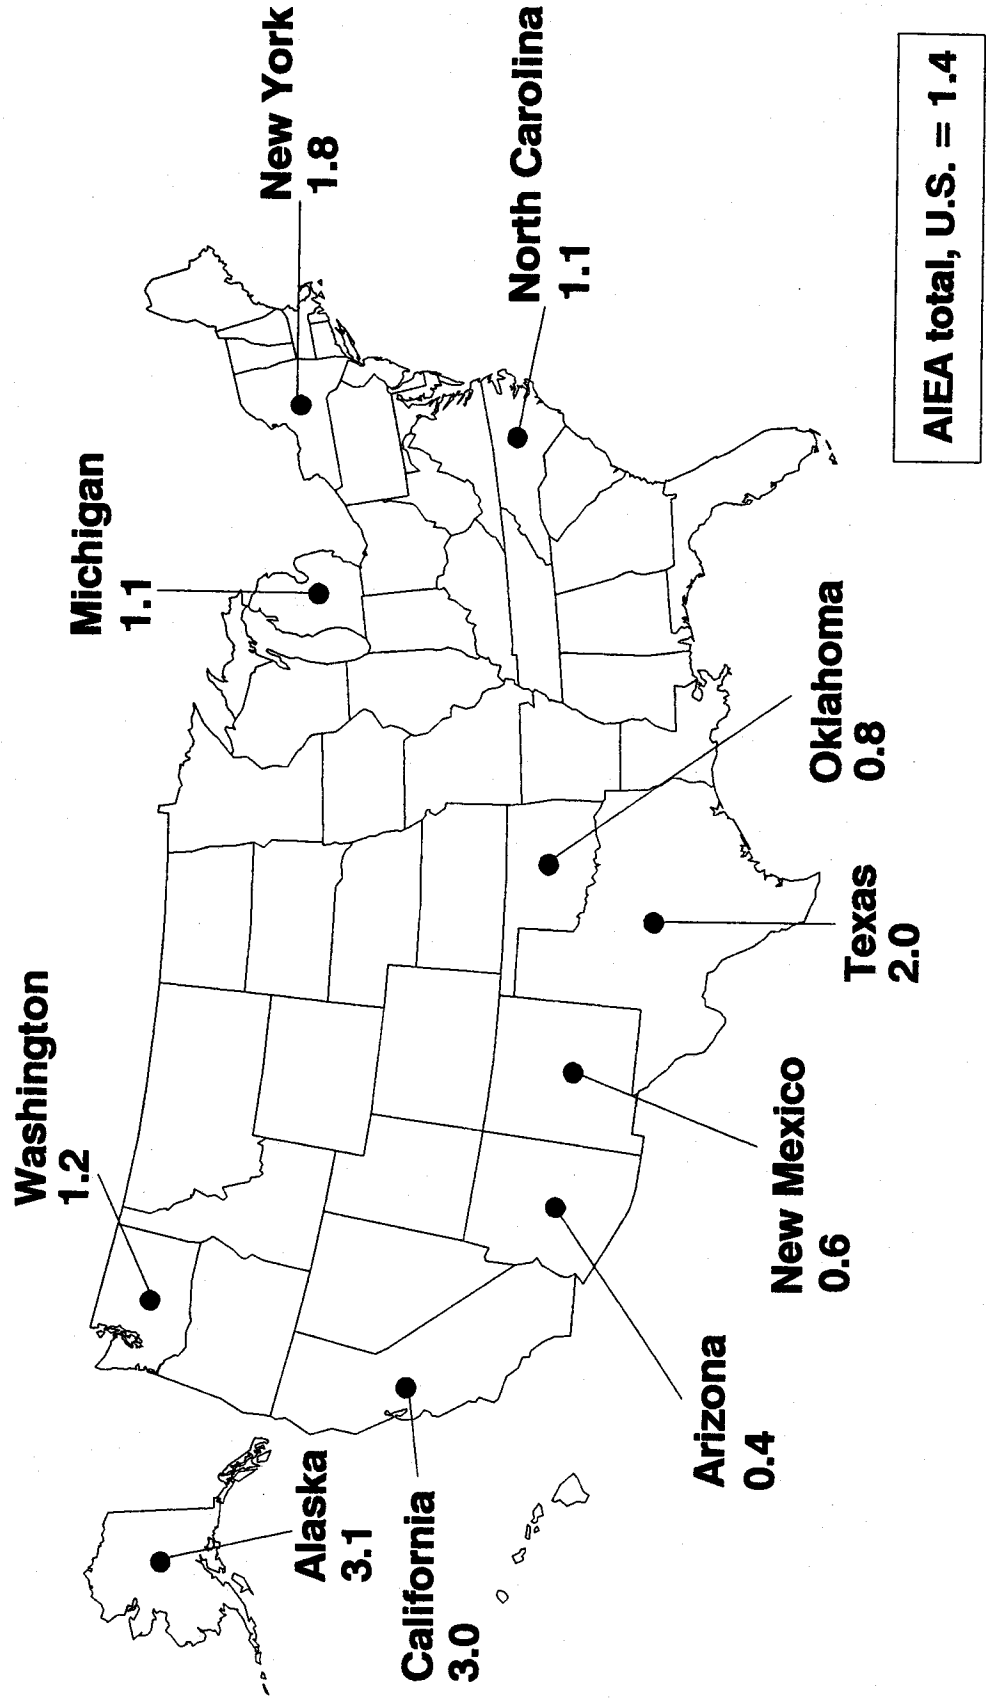 Washington
1.2
Michigan
1.1
New York
1.8
Alaska
3.1
California
3.0
North Carolina
1.1
Arizona
0.4
New Mexico
0.6
Texas
2.0
Oklahoma
0.8
AIEA total, U.S. = 1.4